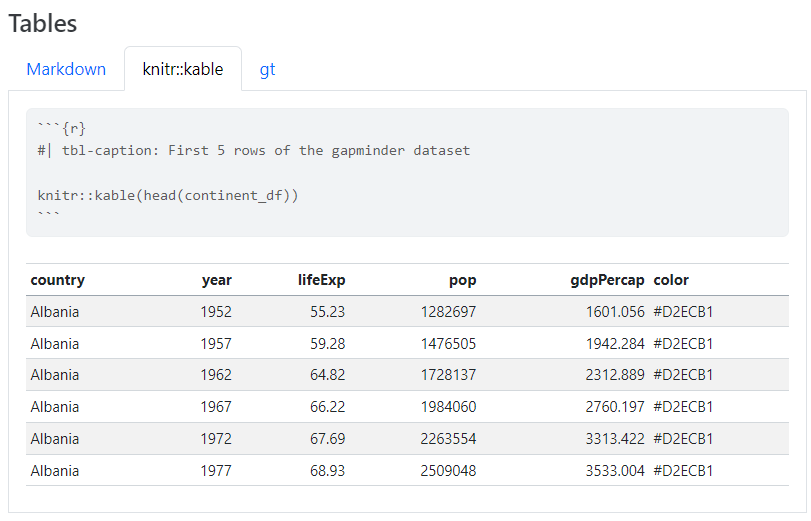 Tables
Markdown knitr::kable gt
```{r}
#| tbl-caption: First 5 rows of the gapminder dataset
knitr::kable(head(continent_df))
```
country year lifeExp pop gdpPercap color
Albania 1952 55.23 1282697 1601.056 #D2ECB1
Albania 1957 59.28 1476505 1942.284 #D2ECB1
Albania 1962 64.82 1728137 2312.889 #D2ECB1
Albania 1967 66.22 1984060 2760.197 #D2ECB1
Albania 1972 67.69 2263554 3313.422 #D2ECB1
Albania 1977 68.93 2509048 3533.004 #D2ECB1